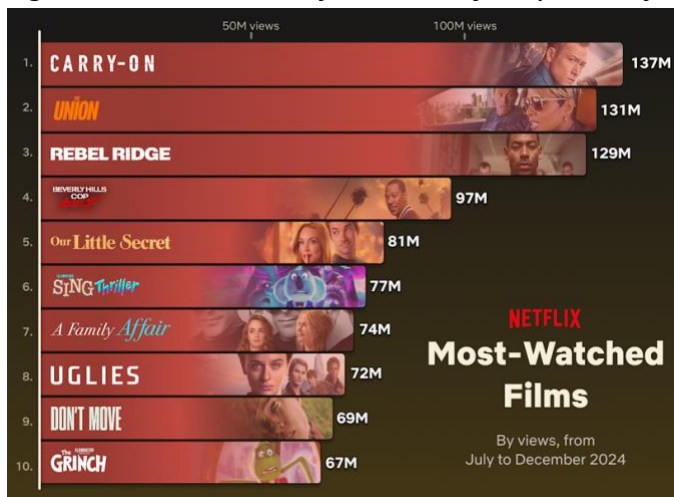 50M views 100M views
1. CARRY-ON 137M
2. UNION 131M
3. REBEL RIDGE 129M
4. BEVERLY HILLS
COP
97M
5. Our Little Secret 81M
6. SING Thriller 77M
7. A Family Affair 74M
8. UGLIES 72M
9. DON'T MOVE 69M
10. The GRINCH 67M
NETFLIX
Most-Watched
Films
By views, from
July to December 2024